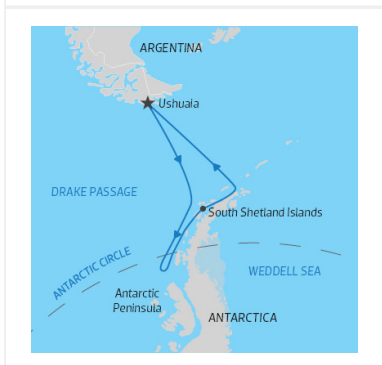 ARGENTINA
Ushuaia
DRAKE PASSAGE
South Shetland Islands
ANTARCTIC CIRCLE
WEDDELL SEA
Antarctic
Peninsula
ANTARCTICA